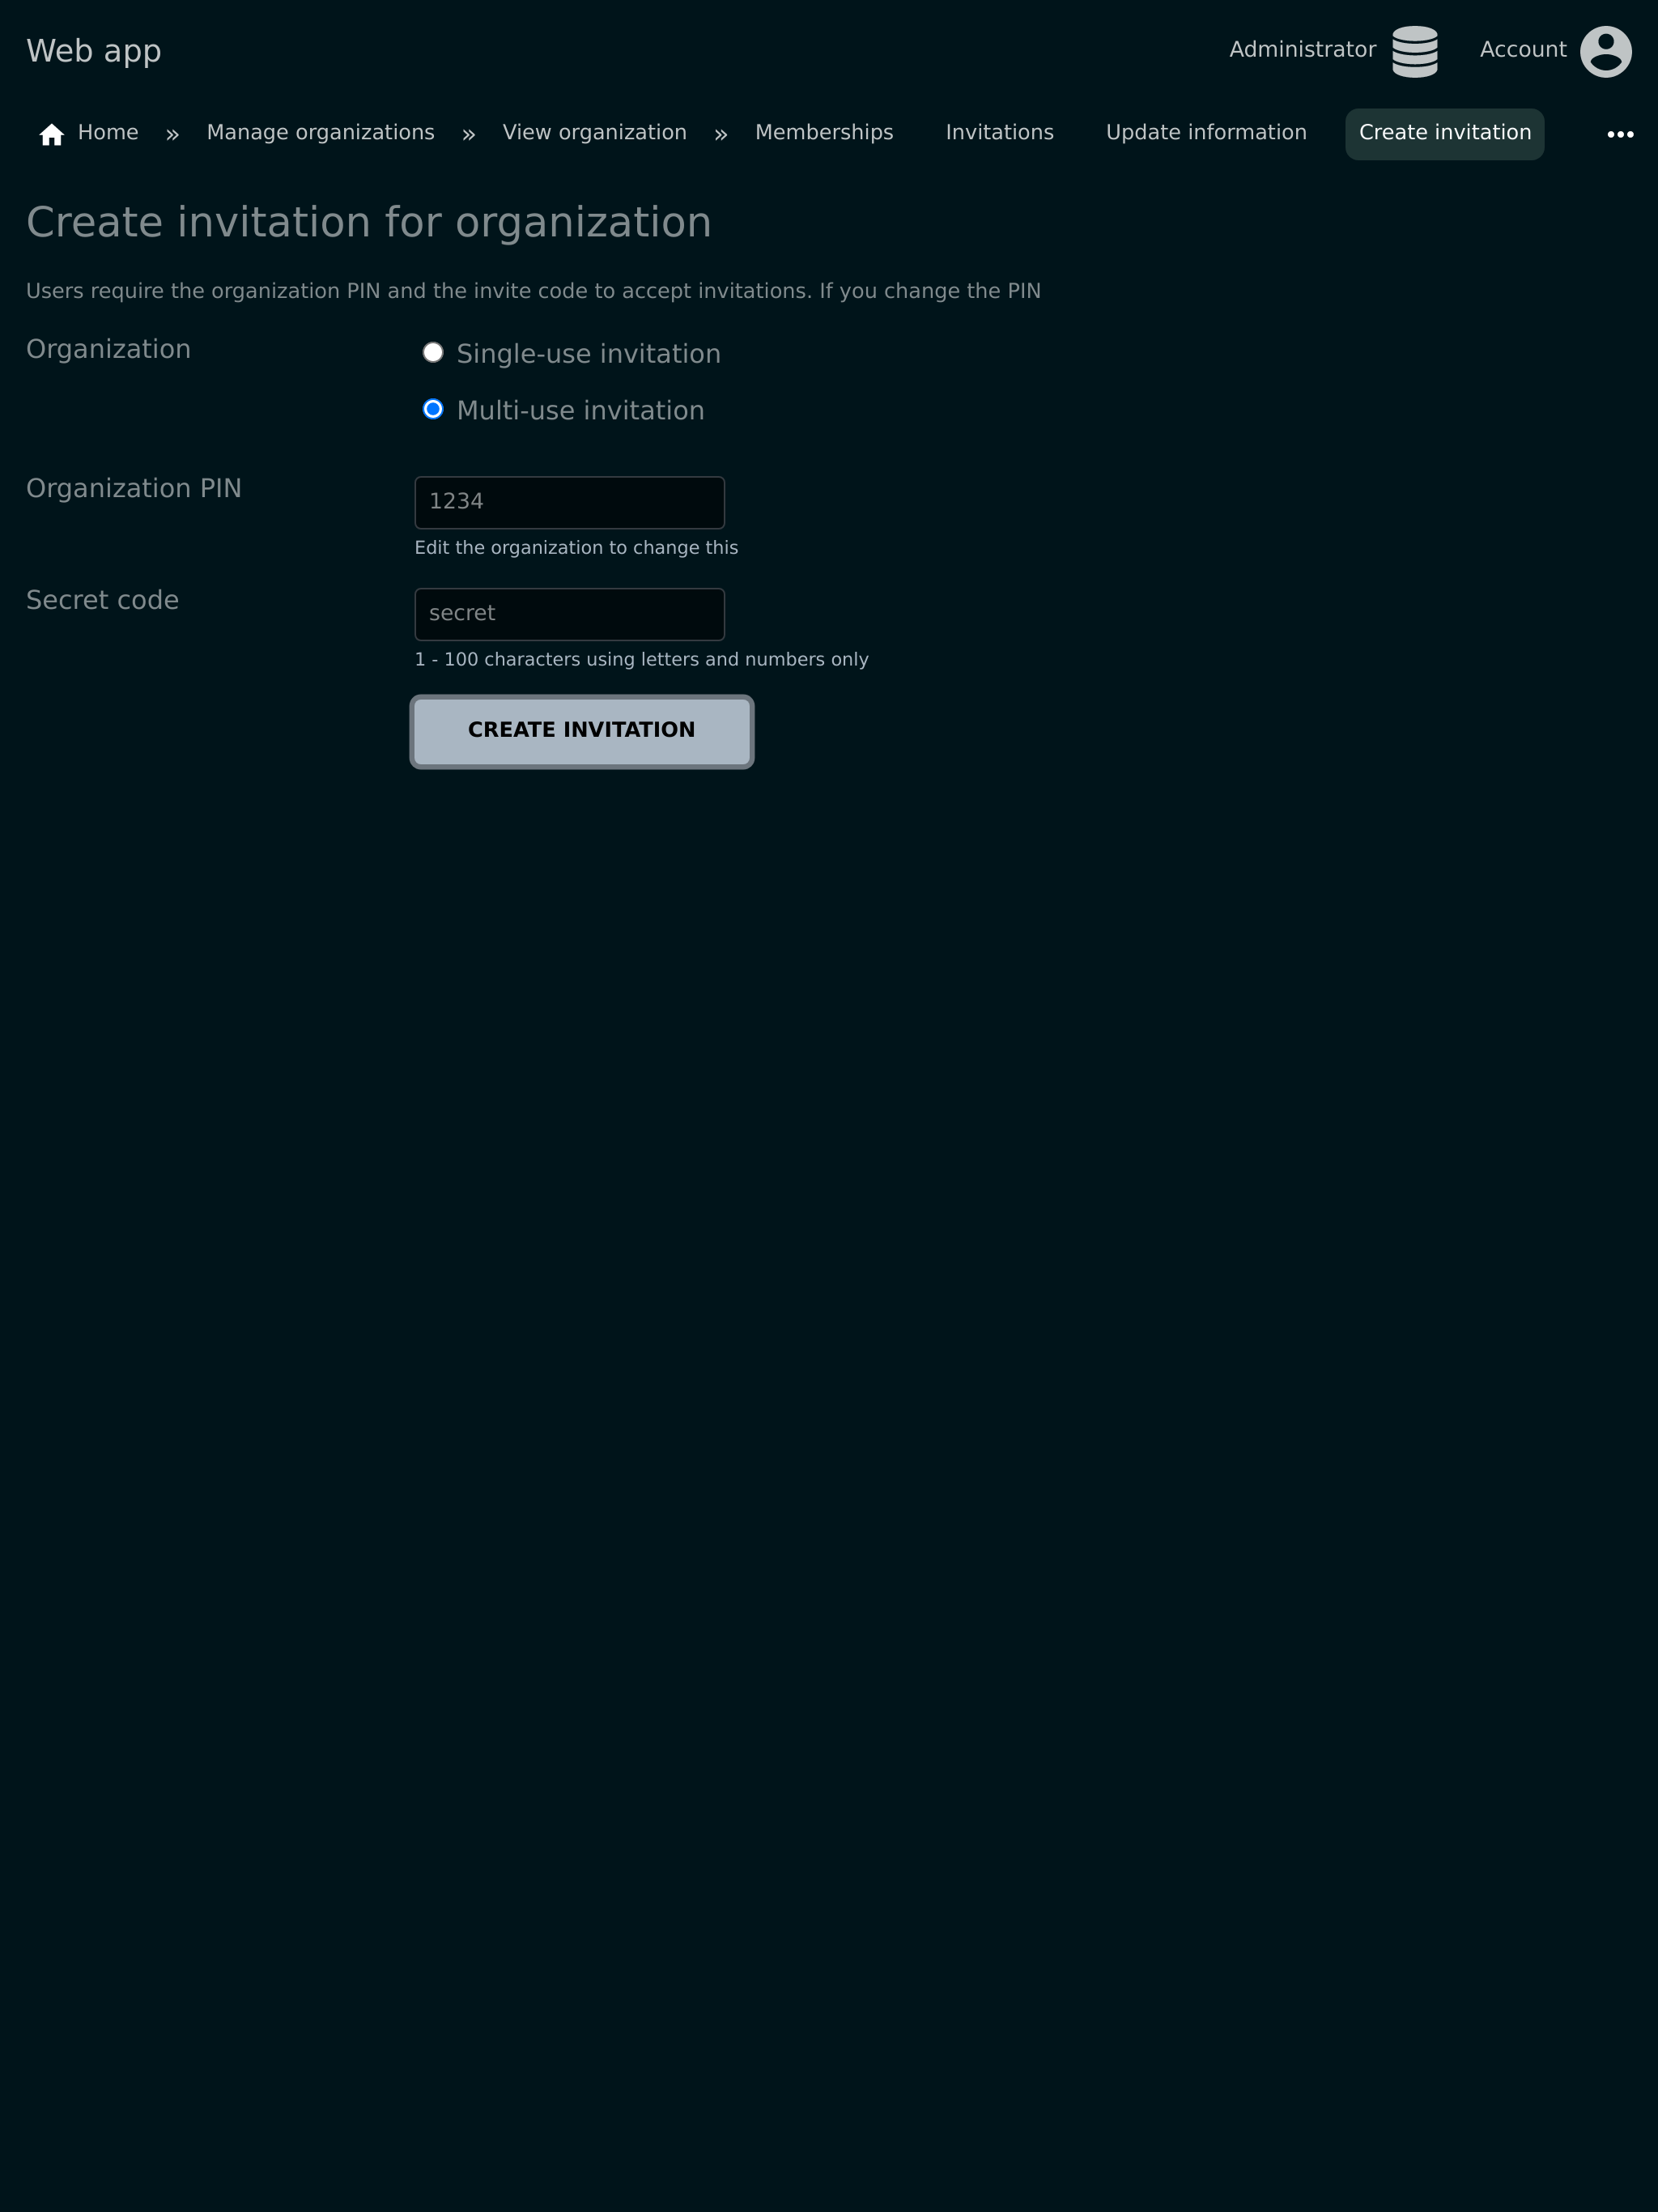 Web app
Administrator
Account
Home » Manage organizations » View organization » Memberships Invitations Update information Create invitation •••
Create invitation for organization
Users require the organization PIN and the invite code to accept invitations. If you change the PIN
Organization
Single-use invitation
Multi-use invitation
Organization PIN
1234
Edit the organization to change this
Secret code
secret
1 - 100 characters using letters and numbers only
CREATE INVITATION